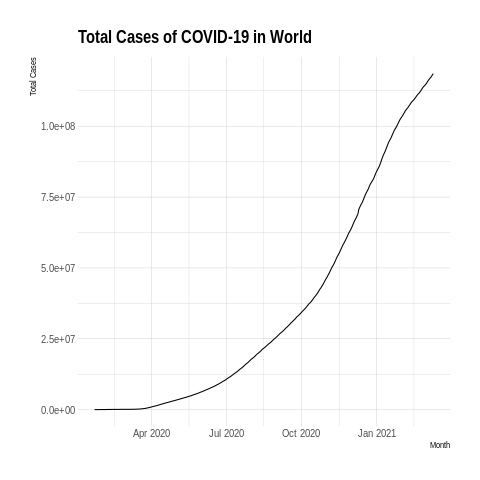 Total Cases of COVID-19 in World
Total Cases
1.0e+08
7.5e+07
5.0e+07
2.5e+07
0.0e+00
Apr 2020 Jul 2020 Oct 2020 Jan 2021
Month